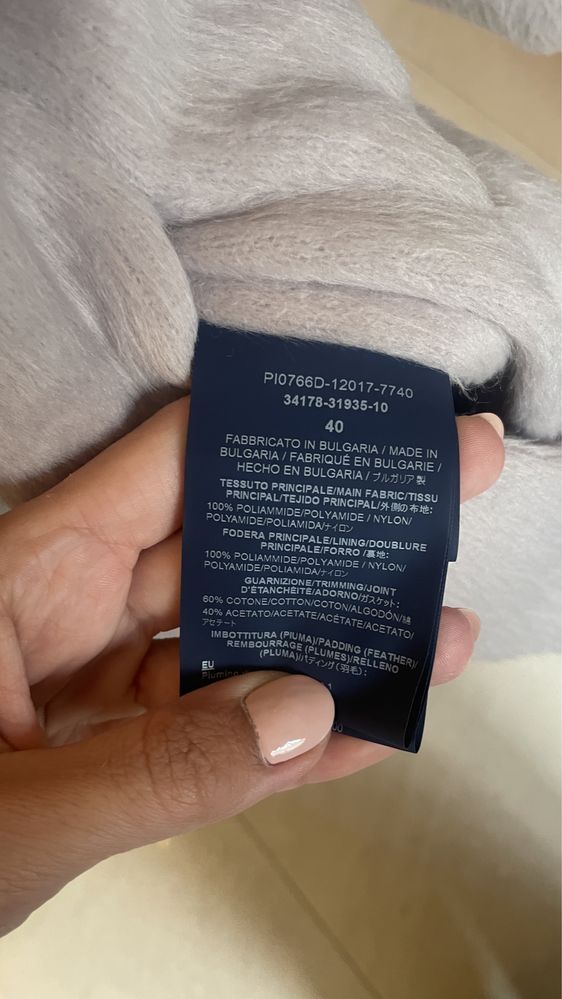 PI0766D-12017-7740
34178-31935-10
40
FABBRICATO IN BULGARIA / MADE IN
BULGARIA / FABRIQUÉ EN BULGARIE /
HECHO EN BULGARIA / ブルガリア製
TESSUTO PRINCIPALE/MAIN FABRIC/TISSU
PRINCIPAL/TEJIDO PRINCIPAL/外側の布地:
100% POLIAMMIDE/POLYAMIDE / NYLON/
POLYAMIDE/POLIAMIDA/ナイロン
FODERA PRINCIPALE/LINING/DOUBLURE
PRINCIPALE/FORRO /裏地:
100% POLIAMMIDE/POLYAMIDE / NYLON/
POLYAMIDE/POLIAMIDA/ナイロン
GUARNIZIONE/TRIMMING/JOINT
D'ÉTANCHÉITÉ/ADORNO/ガスケット:
60% COTONE/COTTON/COTON/ALGODÓN/綿
40% ACETATO/ACETATE/ACÉTATE/ACETATO/
アセテート
IMBOTTITURA (PIUMA)/PADDING (FEATHER)/
REMBOURRAGE (PLUMES)/RELLENO
(PLUMA)/パディング(羽毛):
EU